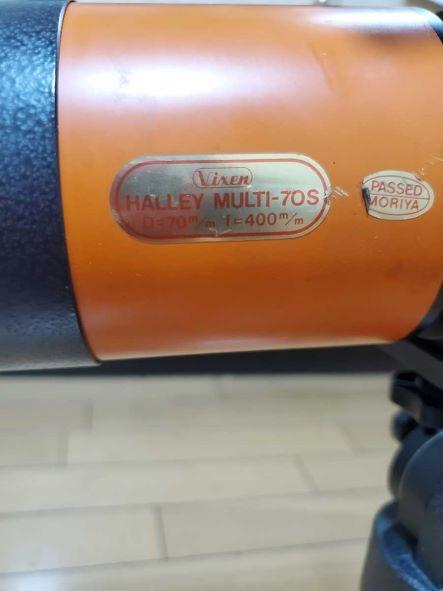 Vixen
HALLEY MULTI-70S
D=70m/m f=400m/m
PASSED
MORIYA